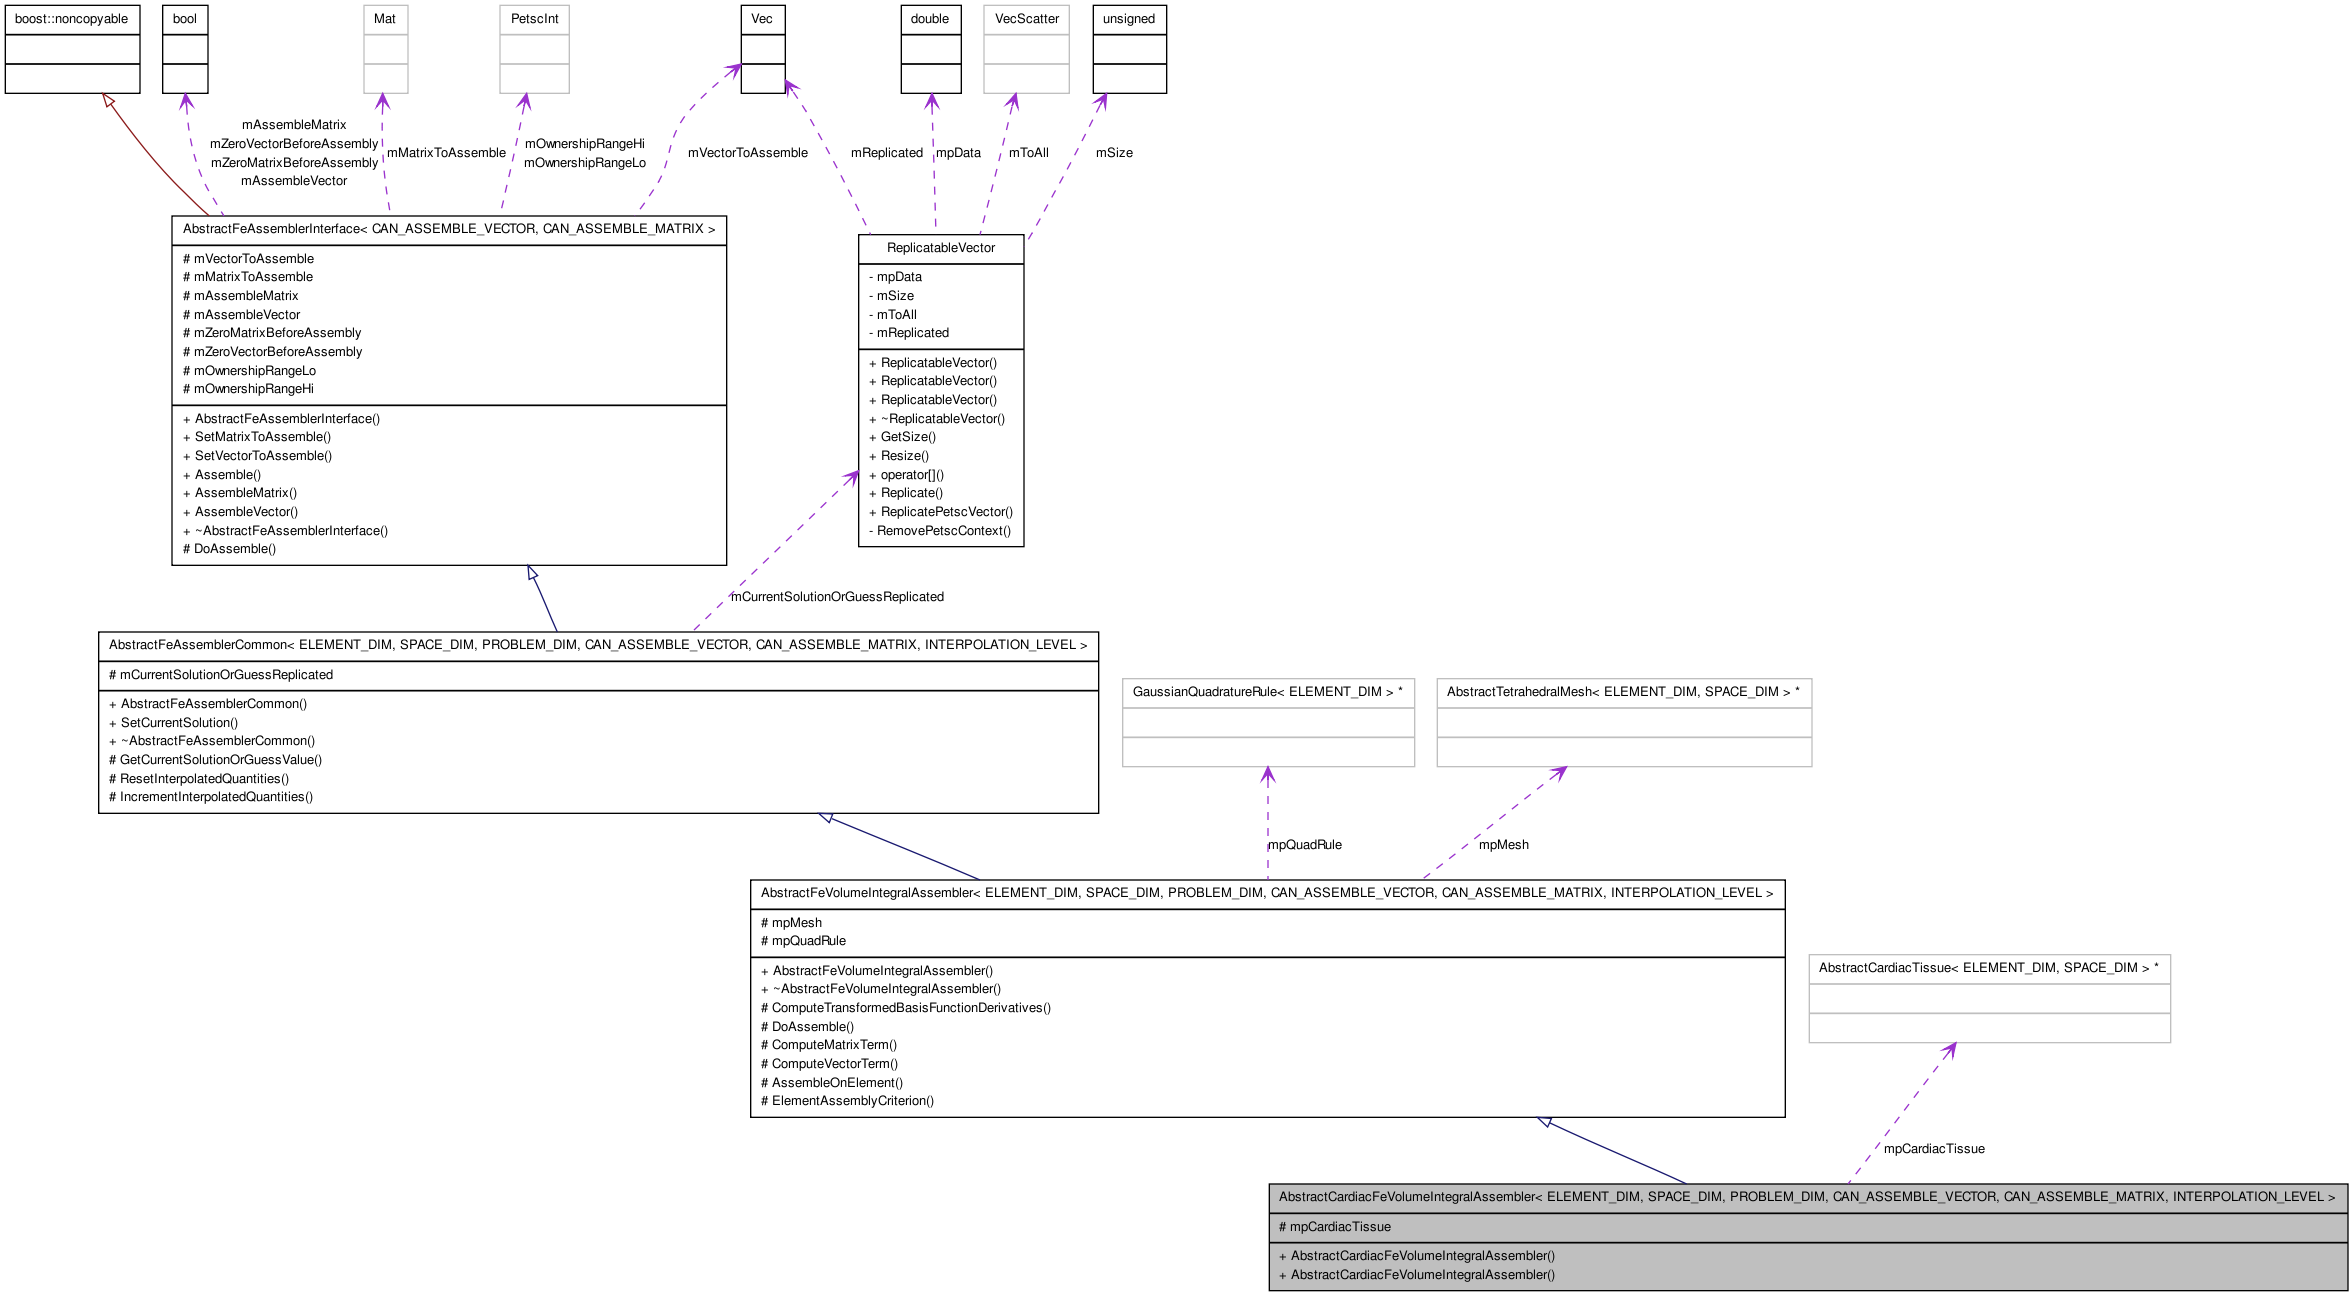 boost::noncopyable
bool
Mat
PetscInt
Vec
double
VecScatter
unsigned
mAssembleMatrix
mZeroVectorBeforeAssembly
mZeroMatrixBeforeAssembly
mAssembleVector
mMatrixToAssemble
mOwnershipRangeHi
mOwnershipRangeLo
mVectorToAssemble
mReplicated
mpData
mToAll
mSize
AbstractFeAssemblerInterface< CAN_ASSEMBLE_VECTOR, CAN_ASSEMBLE_MATRIX >
# mVectorToAssemble
# mMatrixToAssemble
# mAssembleMatrix
# mAssembleVector
# mZeroMatrixBeforeAssembly
# mZeroVectorBeforeAssembly
# mOwnershipRangeLo
# mOwnershipRangeHi
+ AbstractFeAssemblerInterface()
+ SetMatrixToAssemble()
+ SetVectorToAssemble()
+ Assemble()
+ AssembleMatrix()
+ AssembleVector()
+ ~AbstractFeAssemblerInterface()
# DoAssemble()
ReplicatableVector
- mpData
- mSize
- mToAll
- mReplicated
+ ReplicatableVector()
+ ReplicatableVector()
+ ReplicatableVector()
+ ~ReplicatableVector()
+ GetSize()
+ Resize()
+ operator[]()
+ Replicate()
+ ReplicatePetscVector()
- RemovePetscContext()
mCurrentSolutionOrGuessReplicated
AbstractFeAssemblerCommon< ELEMENT_DIM, SPACE_DIM, PROBLEM_DIM, CAN_ASSEMBLE_VECTOR, CAN_ASSEMBLE_MATRIX, INTERPOLATION_LEVEL >
# mCurrentSolutionOrGuessReplicated
+ AbstractFeAssemblerCommon()
+ SetCurrentSolution()
+ ~AbstractFeAssemblerCommon()
# GetCurrentSolutionOrGuessValue()
# ResetInterpolatedQuantities()
# IncrementInterpolatedQuantities()
GaussianQuadratureRule< ELEMENT_DIM > *
AbstractTetrahedralMesh< ELEMENT_DIM, SPACE_DIM > *
mpQuadRule
mpMesh
AbstractFeVolumeIntegralAssembler< ELEMENT_DIM, SPACE_DIM, PROBLEM_DIM, CAN_ASSEMBLE_VECTOR, CAN_ASSEMBLE_MATRIX, INTERPOLATION_LEVEL >
# mpMesh
# mpQuadRule
+ AbstractFeVolumeIntegralAssembler()
+ ~AbstractFeVolumeIntegralAssembler()
# ComputeTransformedBasisFunctionDerivatives()
# DoAssemble()
# ComputeMatrixTerm()
# ComputeVectorTerm()
# AssembleOnElement()
# ElementAssemblyCriterion()
AbstractCardiacTissue< ELEMENT_DIM, SPACE_DIM > *
mpCardiacTissue
AbstractCardiacFeVolumeIntegralAssembler< ELEMENT_DIM, SPACE_DIM, PROBLEM_DIM, CAN_ASSEMBLE_VECTOR, CAN_ASSEMBLE_MATRIX, INTERPOLATION_LEVEL >
# mpCardiacTissue
+ AbstractCardiacFeVolumeIntegralAssembler()
+ AbstractCardiacFeVolumeIntegralAssembler()